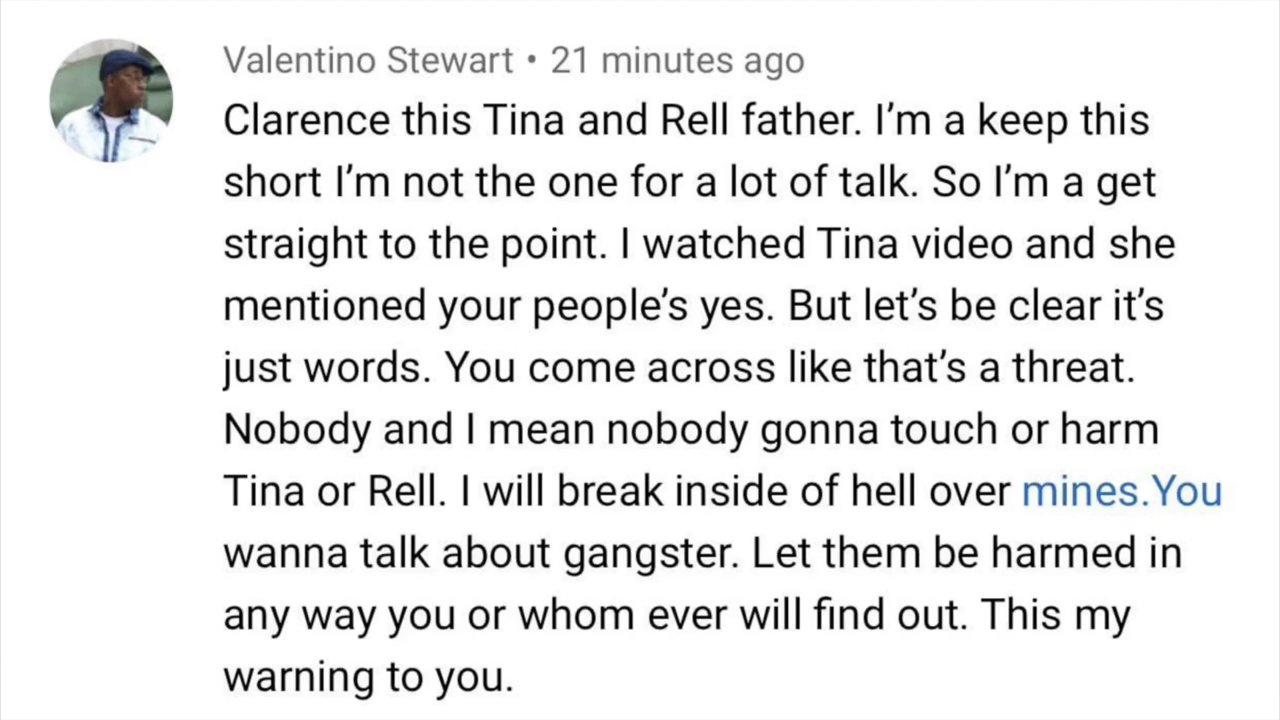 Valentino Stewart • 21 minutes ago
Clarence this Tina and Rell father. I'm a keep this
short I'm not the one for a lot of talk. So I'm a get
straight to the point. I watched Tina video and she
mentioned your people's yes. But let's be clear it's
just words. You come across like that's a threat.
Nobody and I mean nobody gonna touch or harm
Tina or Rell. I will break inside of hell over mines.You
wanna talk about gangster. Let them be harmed in
any way you or whom ever will find out. This my
warning to you.